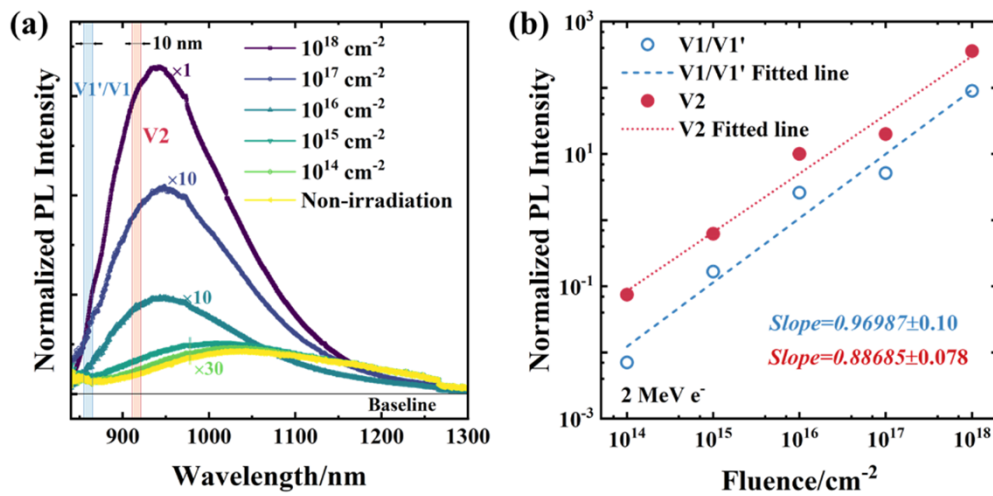 (a)
10 nm
V1'/V1
V2
×1
×10
×10
×30
10¹⁸ cm⁻²
10¹⁷ cm⁻²
10¹⁶ cm⁻²
10¹⁵ cm⁻²
10¹⁴ cm⁻²
Non-irradiation
Baseline
Normalized PL Intensity
900 1000 1100 1200 1300
Wavelength/nm
(b)
V1/V1'
V1/V1' Fitted line
V2
V2 Fitted line
Slope=0.96987±0.10
Slope=0.88685±0.078
2 MeV e⁻
Normalized PL Intensity
10³
10¹
10⁻¹
10⁻³
10¹⁴ 10¹⁵ 10¹⁶ 10¹⁷ 10¹⁸
Fluence/cm⁻²